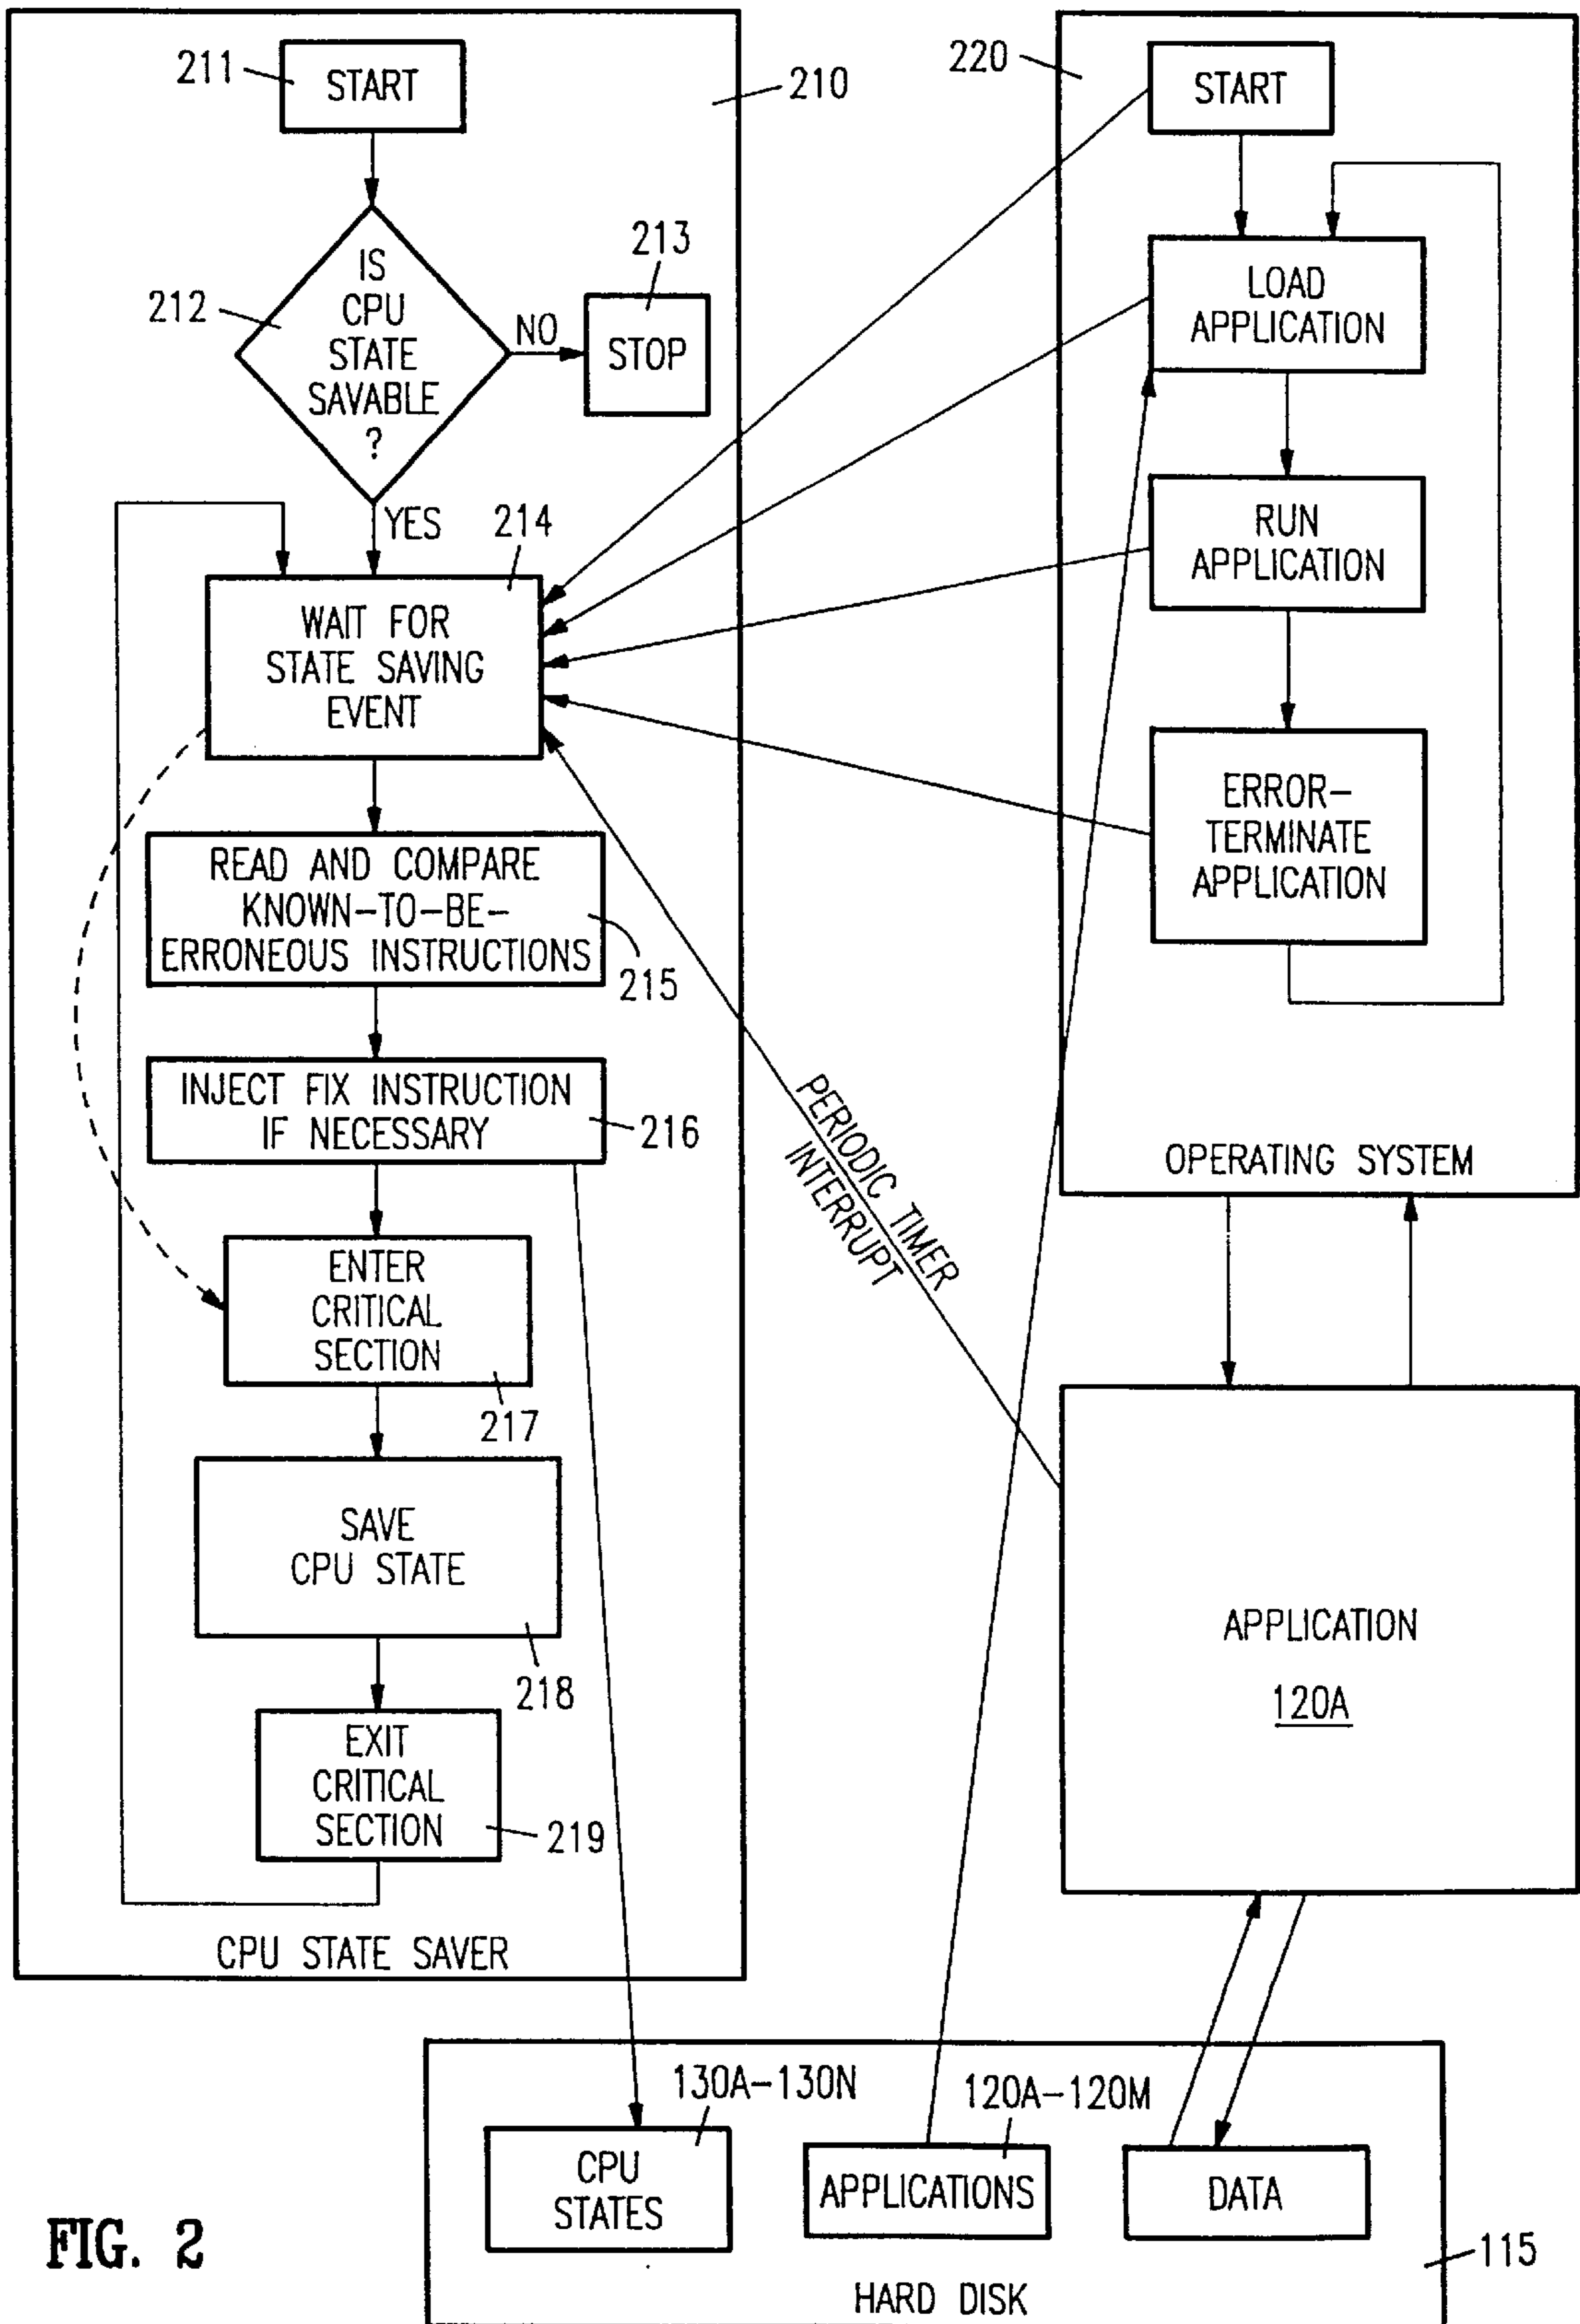 211
START
210
212
IS
CPU
STATE
SAVABLE
?
NO
213
STOP
YES
214
WAIT FOR
STATE SAVING
EVENT
READ AND COMPARE
KNOWN-TO-BE-
ERRONEOUS INSTRUCTIONS
215
INJECT FIX INSTRUCTION
IF NECESSARY
216
ENTER
CRITICAL
SECTION
217
SAVE
CPU STATE
218
EXIT
CRITICAL
SECTION
219
CPU STATE SAVER
220
START
LOAD
APPLICATION
RUN
APPLICATION
ERROR-
TERMINATE
APPLICATION
OPERATING SYSTEM
PERIODIC TIMER
INTERRUPT
APPLICATION
120A
130A-130N
CPU
STATES
120A-120M
APPLICATIONS
DATA
115
HARD DISK
FIG. 2